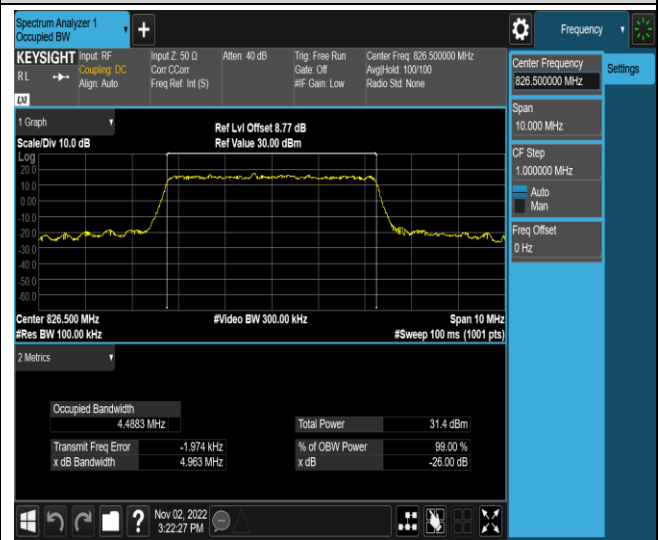 Spectrum Analyzer 1
Occupied BW
+
Frequency
KEYSIGHT
RL
LXI
Input: RF
Coupling: DC
Align: Auto
Input Z: 50 Ω
Corr CCorr
Freq Ref: Int (S)
Atten: 40 dB
Trig: Free Run
Gate: Off
#IF Gain: Low
Center Freq: 826.500000 MHz
Avg|Hold: 100/100
Radio Std: None
Center Frequency
826.500000 MHz
Settings
Span
10.000 MHz
CF Step
1.000000 MHz
Auto
Man
Freq Offset
0 Hz
1 Graph
Scale/Div 10.0 dB
Ref Lvl Offset 8.77 dB
Ref Value 30.00 dBm
Log
20.0
10.0
0.00
-10.0
-20.0
-30.0
-40.0
-50.0
-60.0
Center 826.500 MHz
#Video BW 300.00 kHz
Span 10 MHz
#Res BW 100.00 kHz
#Sweep 100 ms (1001 pts)
2 Metrics
Occupied Bandwidth
4.4883 MHz
Total Power 31.4 dBm
Transmit Freq Error -1.974 kHz
% of OBW Power 99.00 %
x dB Bandwidth 4.963 MHz
x dB -26.00 dB
?
Nov 02, 2022
3:22:27 PM